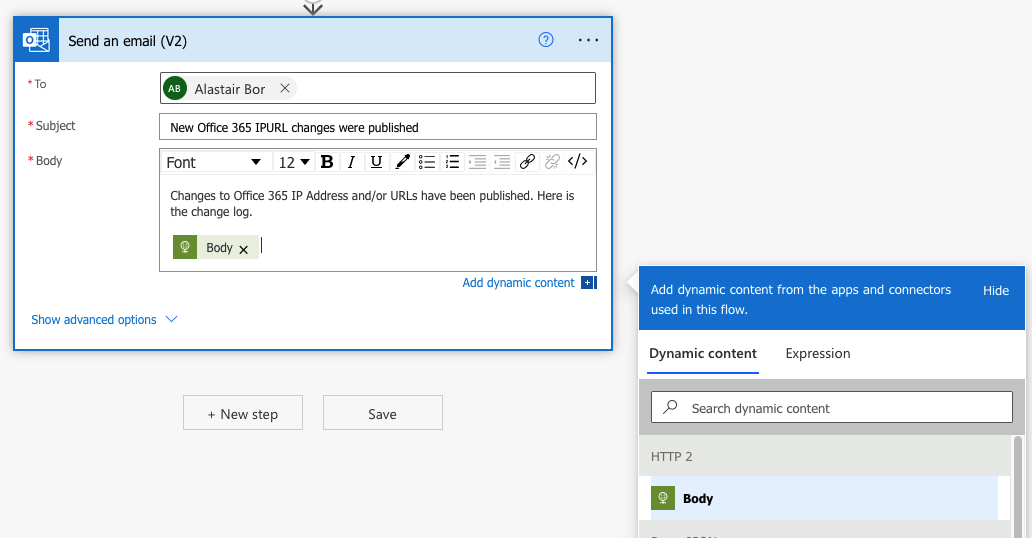 Send an email (V2)
? ...
*To
AB Alastair Bor
*Subject
New Office 365 IPURL changes were published
*Body
Font 12 B I U </>
Changes to Office 365 IP Address and/or URLs have been published. Here is
the change log.
Body
Add dynamic content
Show advanced options
+ New step
Save
Add dynamic content from the apps and connectors
used in this flow.
Hide
Dynamic content
Expression
Search dynamic content
HTTP 2
Body